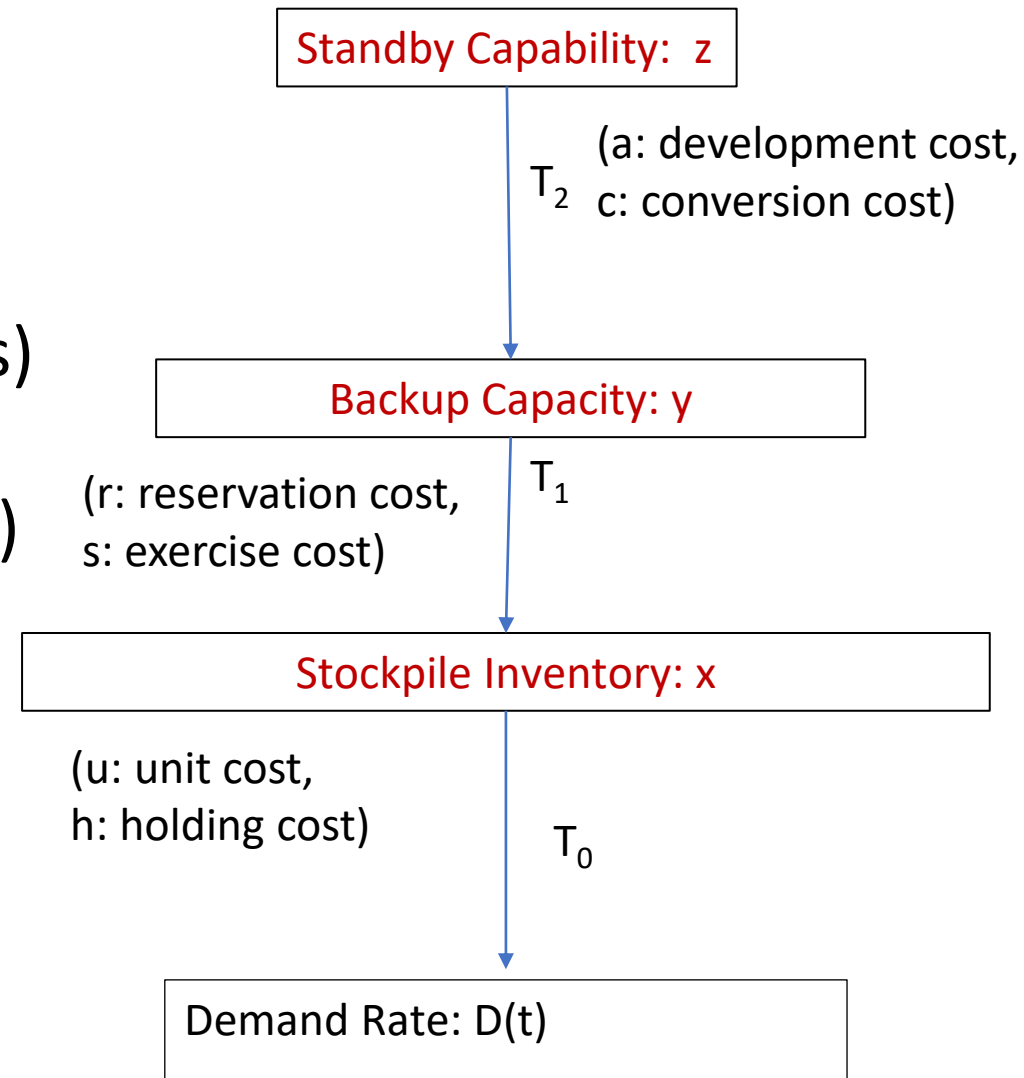 Standby Capability: z
(a: development cost,
T₂
c: conversion cost)
s)
Backup Capacity: y
T₁
(r: reservation cost,
)
s: exercise cost)
Stockpile Inventory: x
(u: unit cost,
h: holding cost)
T₀
Demand Rate: D(t)